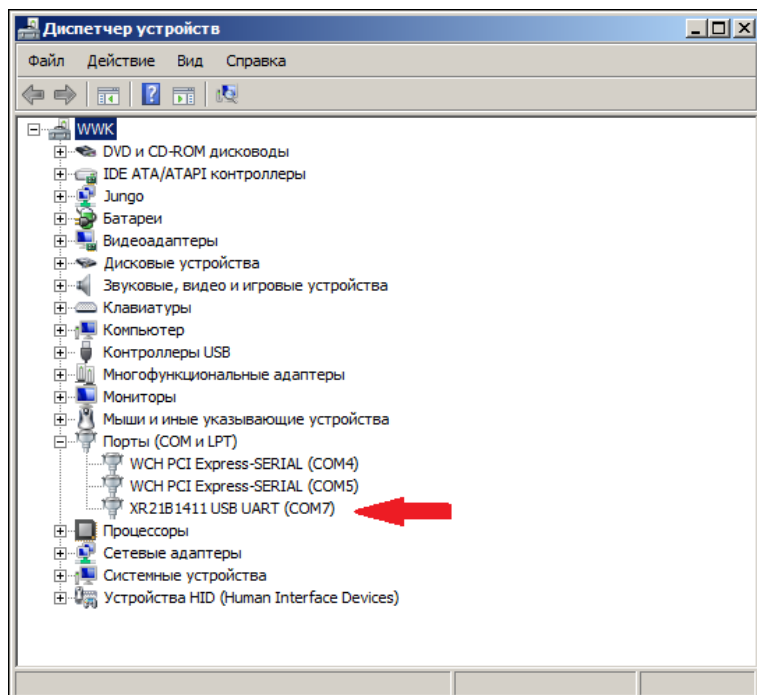 Диспетчер устройств
Файл Действие Вид Справка
WWK
DVD и CD-ROM дисководы
IDE ATA/ATAPI контроллеры
Jungo
Батареи
Видеоадаптеры
Дисковые устройства
Звуковые, видео и игровые устройства
Клавиатуры
Компьютер
Контроллеры USB
Многофункциональные адаптеры
Мониторы
Мыши и иные указывающие устройства
Порты (COM и LPT)
WCH PCI Express-SERIAL (COM4)
WCH PCI Express-SERIAL (COM5)
XR21B1411 USB UART (COM7)
Процессоры
Сетевые адаптеры
Системные устройства
Устройства HID (Human Interface Devices)